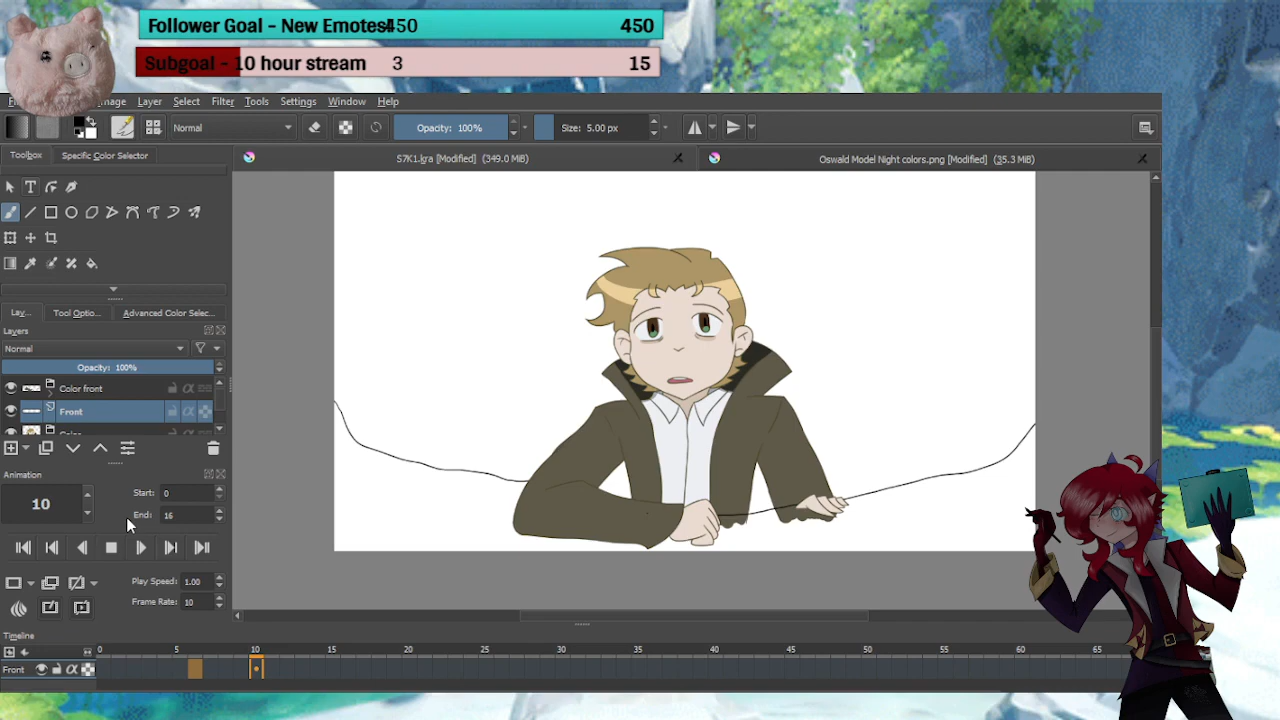 Follower Goal - New Emotes! 450 450
Subgoal - 10 hour stream 3 15
Layer Select Filter Tools Settings Window Help
Normal Opacity: 100% Size: 5.00 px
Toolbox Specific Color Selector S7K1.kra [Modified] (349.0 MiB) Oswald Model Night colors.png [Modified] (35.3 MiB)
Lay... Tool Optio... Advanced Color Selec...
Layers
Normal
Opacity: 100%
Color front
Front
Animation
10 Start: 0
End: 16
Play Speed: 1.00
Frame Rate: 10
Timeline
0 5 10 15 20 25 30 35 40 45 50 55 60 65
Front